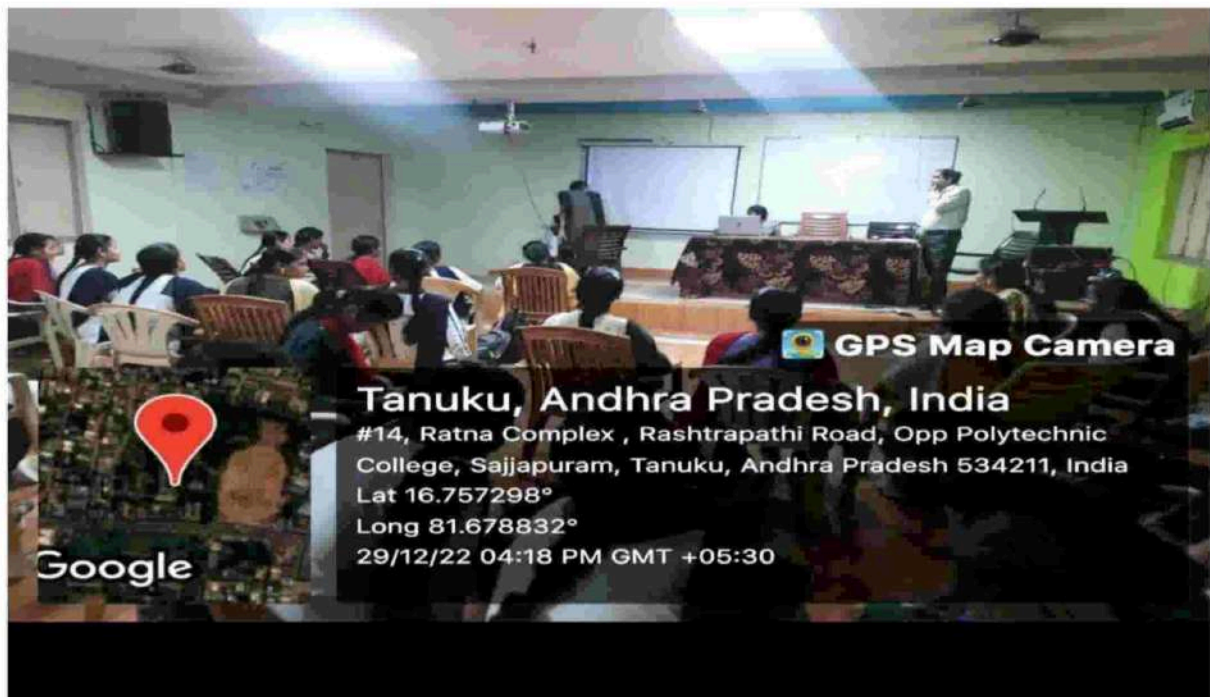 GPS Map Camera
Tanuku, Andhra Pradesh, India
#14, Ratna Complex , Rashtrapathi Road, Opp Polytechnic
College, Sajjapuram, Tanuku, Andhra Pradesh 534211, India
Lat 16.757298°
Long 81.678832°
29/12/22 04:18 PM GMT +05:30
Google